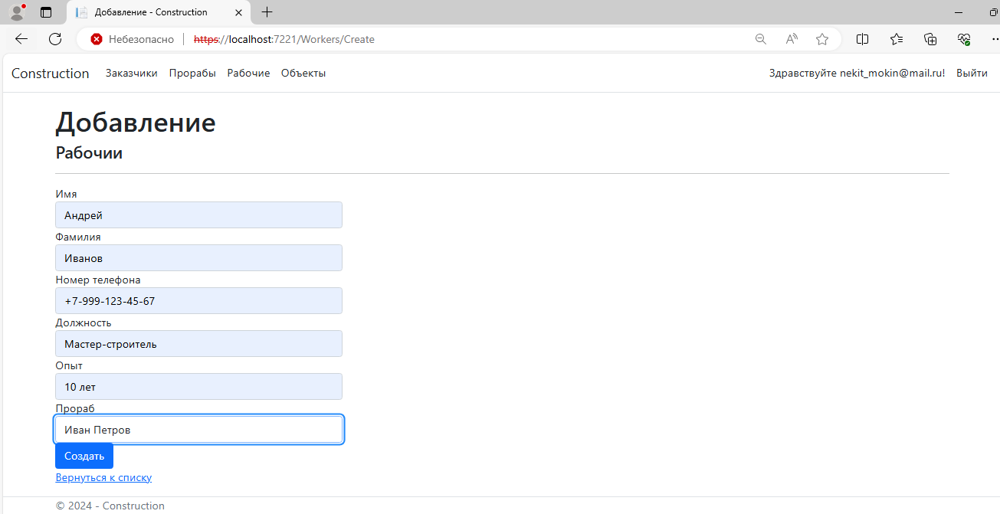 Добавление - Construction
Небезопасно https://localhost:7221/Workers/Create
Construction Заказчики Прорабы Рабочие Объекты Здравствуйте nekit_mokin@mail.ru! Выйти
Добавление
Рабочии
Имя
Андрей
Фамилия
Иванов
Номер телефона
+7-999-123-45-67
Должность
Мастер-строитель
Опыт
10 лет
Прораб
Иван Петров
Создать
Вернуться к списку
© 2024 - Construction